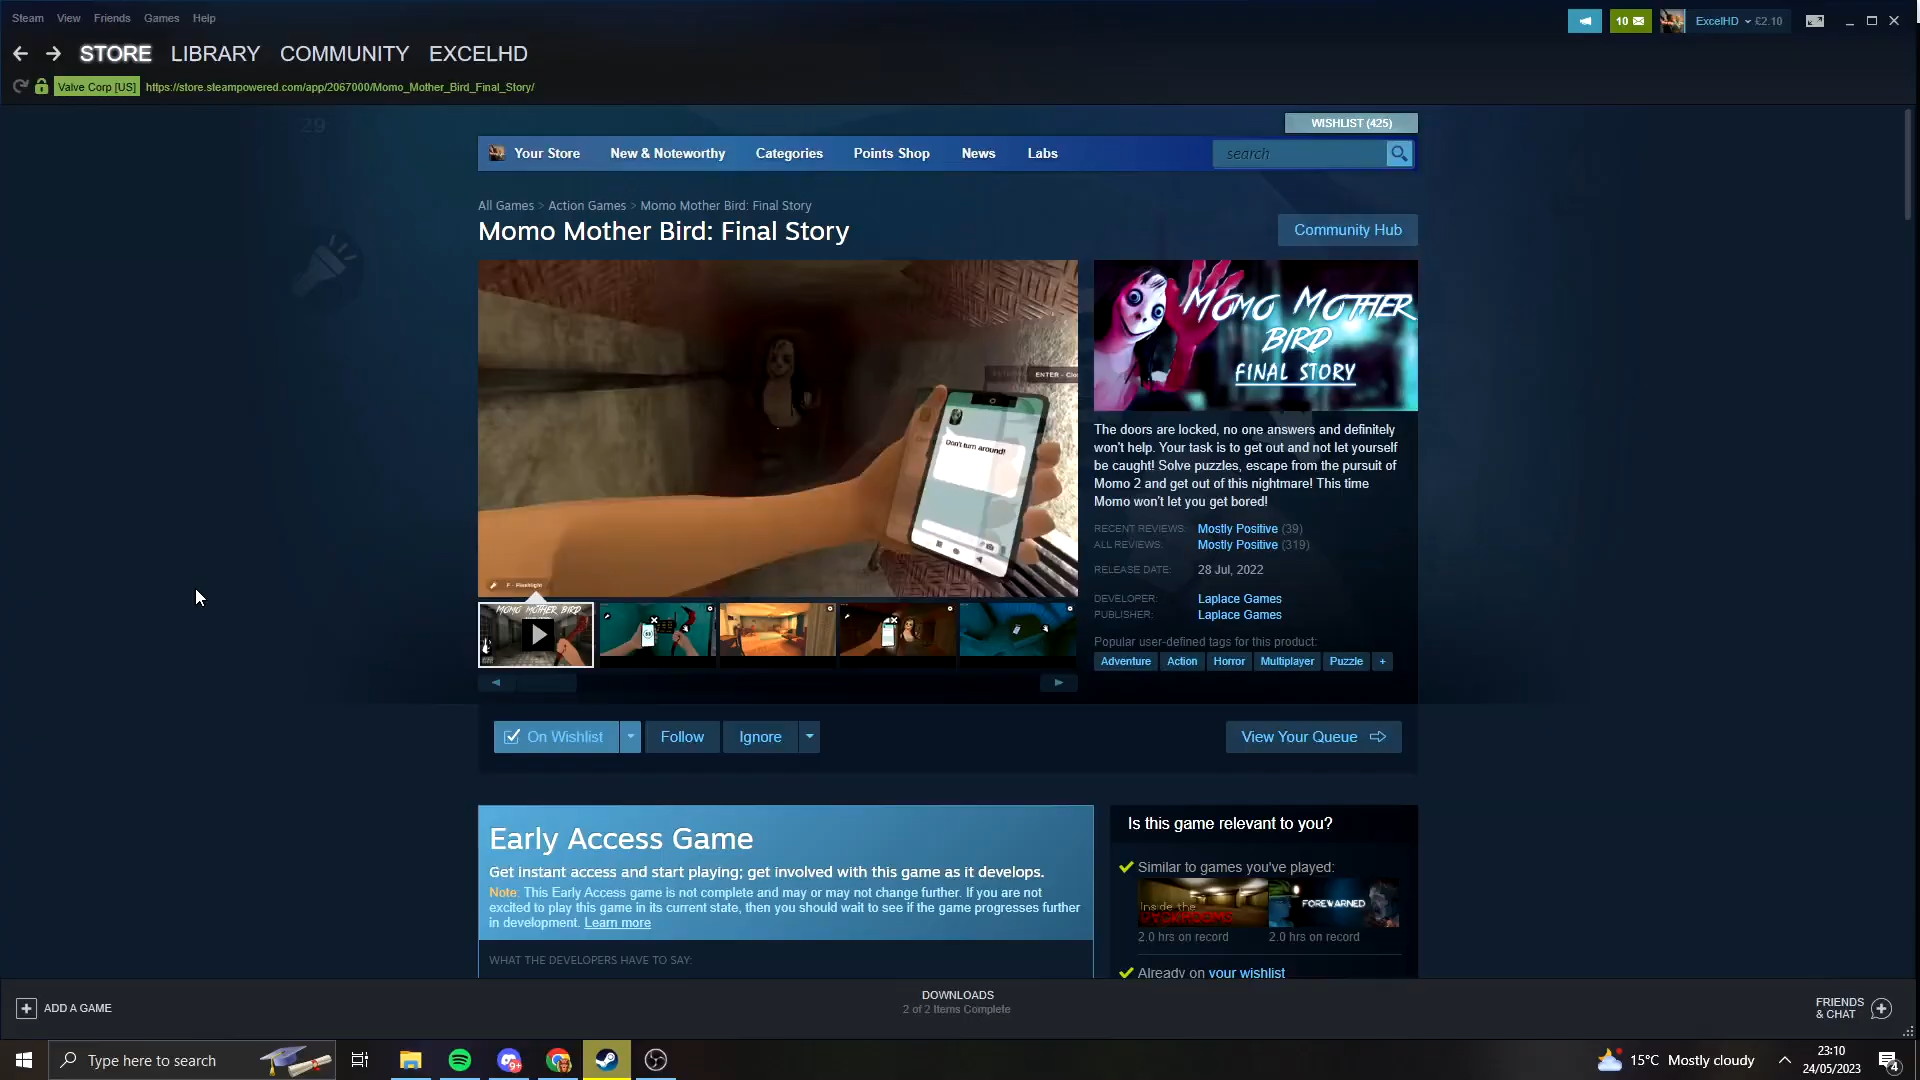 Steam View Friends Games Help
10
ExcelHD £2.10
STORE LIBRARY COMMUNITY EXCELHD
Valve Corp [US] https://store.steampowered.com/app/2067000/Momo_Mother_Bird_Final_Story/
29
WISHLIST (425)
Your Store New & Noteworthy Categories Points Shop News Labs search
All Games > Action Games > Momo Mother Bird: Final Story
Momo Mother Bird: Final Story
Community Hub
ENTER - Clo
Don't turn around!
F - Flashlight
MOMO MOTHER
BIRD
FINAL STORY
The doors are locked, no one answers and definitely
won't help. Your task is to get out and not let yourself
be caught! Solve puzzles, escape from the pursuit of
Momo 2 and get out of this nightmare! This time
Momo won't let you get bored!
RECENT REVIEWS: Mostly Positive (39)
ALL REVIEWS: Mostly Positive (319)
RELEASE DATE: 28 Jul, 2022
DEVELOPER: Laplace Games
PUBLISHER: Laplace Games
Popular user-defined tags for this product:
Adventure Action Horror Multiplayer Puzzle +
MOMO MOTHER BIRD
On Wishlist Follow Ignore View Your Queue
Early Access Game
Get instant access and start playing; get involved with this game as it develops.
Note: This Early Access game is not complete and may or may not change further. If you are not
excited to play this game in its current state, then you should wait to see if the game progresses further
in development. Learn more
WHAT THE DEVELOPERS HAVE TO SAY:
Is this game relevant to you?
Similar to games you've played:
Inside the
BACKROOMS
FOREWARNED
2.0 hrs on record 2.0 hrs on record
Already on your wishlist
ADD A GAME
DOWNLOADS
2 of 2 Items Complete
FRIENDS
& CHAT
Type here to search
9+
15°C Mostly cloudy
23:10
24/05/2023
4